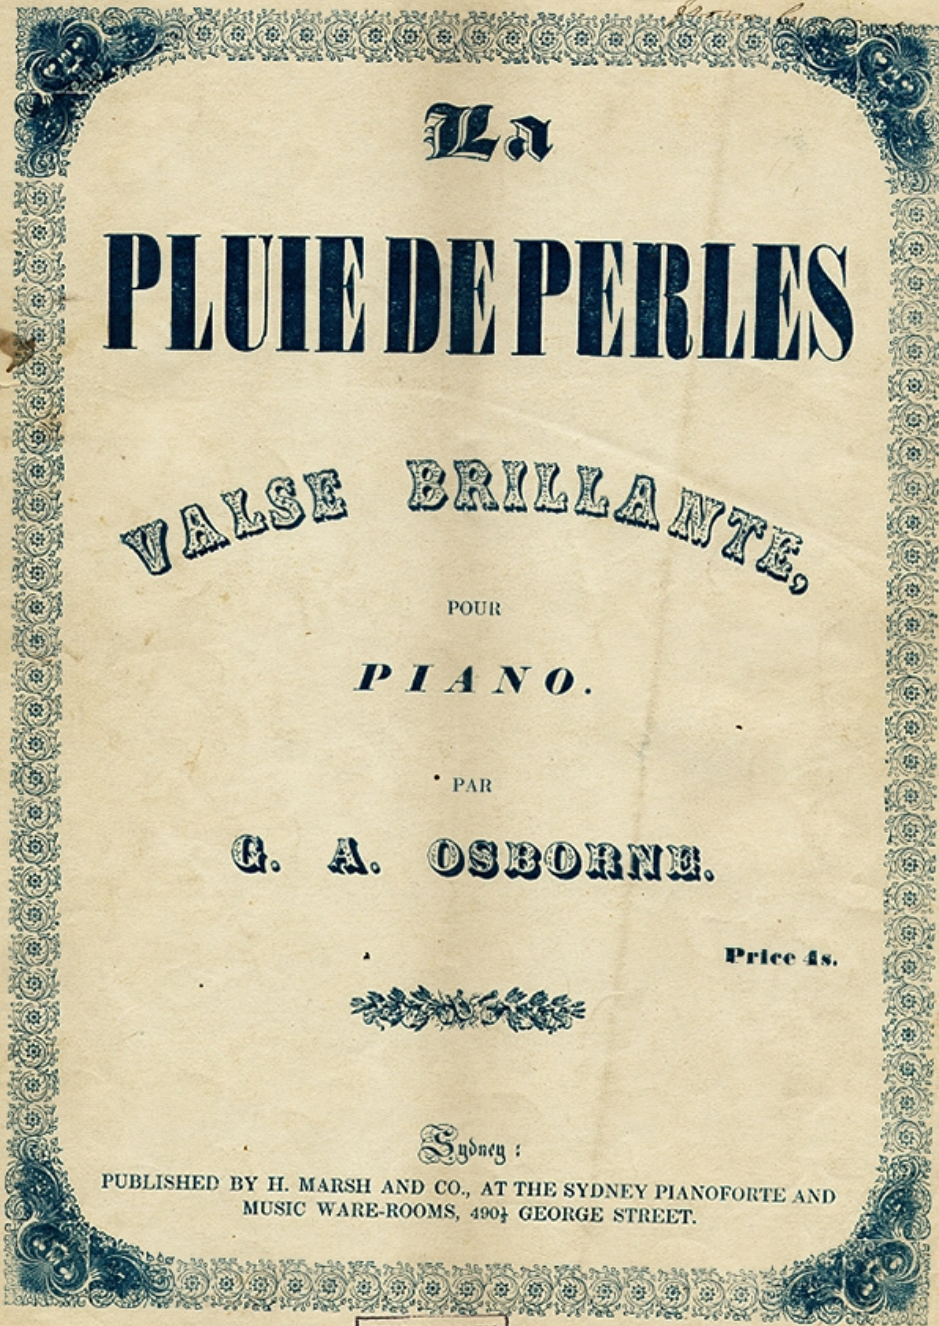 La
PLUIE DE PERLES
VALSE BRILLANTE,
POUR
PIANO.
PAR
G. A. OSBORNE.
Price 4s.
Sydney :
PUBLISHED BY H. MARSH AND CO., AT THE SYDNEY PIANOFORTE AND
MUSIC WARE-ROOMS, 490½ GEORGE STREET.